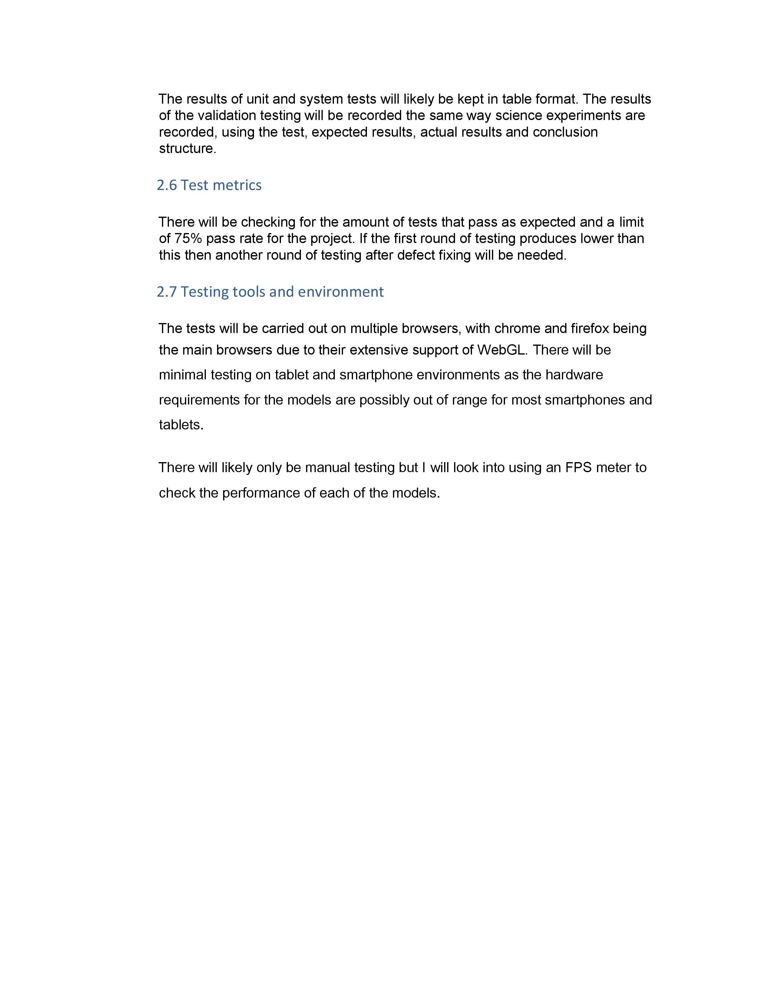 The results of unit and system tests will likely be kept in table format. The results
of the validation testing will be recorded the same way science experiments are
recorded, using the test, expected results, actual results and conclusion
structure.
2.6 Test metrics
There will be checking for the amount of tests that pass as expected and a limit
of 75% pass rate for the project. If the first round of testing produces lower than
this then another round of testing after defect fixing will be needed.
2.7 Testing tools and environment
The tests will be carried out on multiple browsers, with chrome and firefox being
the main browsers due to their extensive support of WebGL. There will be
minimal testing on tablet and smartphone environments as the hardware
requirements for the models are possibly out of range for most smartphones and
tablets.
There will likely only be manual testing but I will look into using an FPS meter to
check the performance of each of the models.